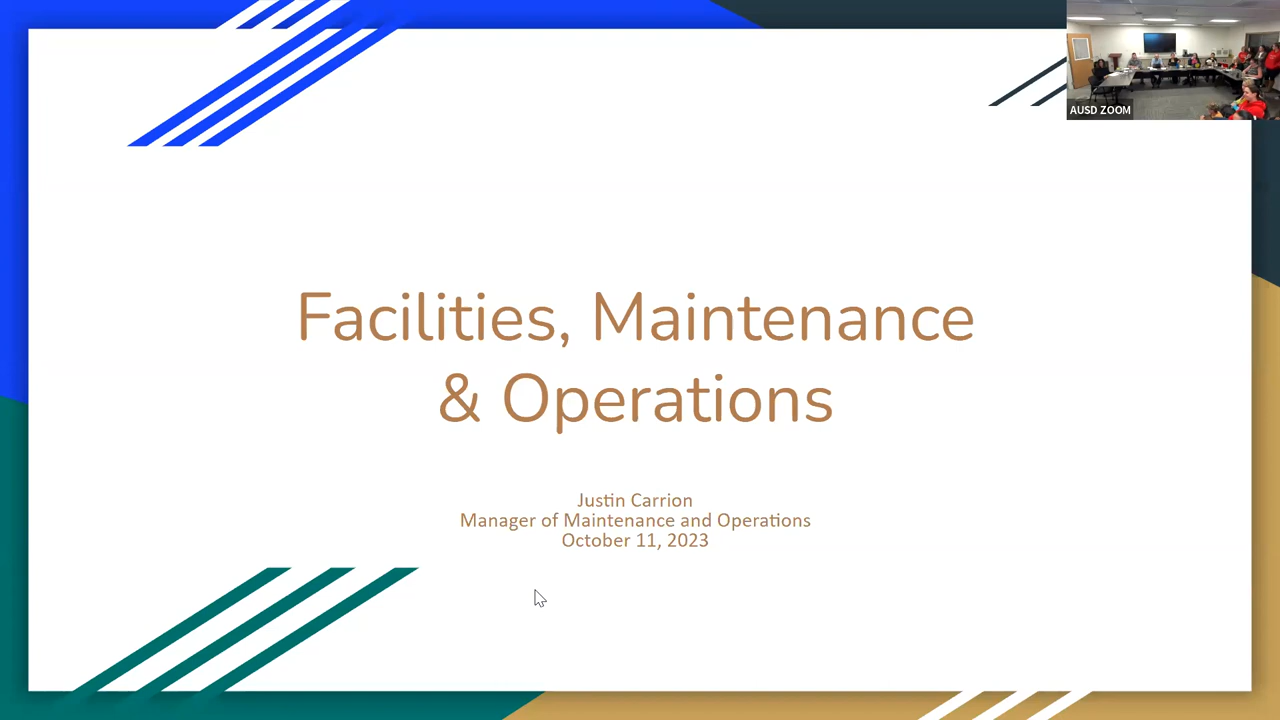 AUSD ZOOM
Facilities, Maintenance
& Operations
Justin Carrion
Manager of Maintenance and Operations
October 11, 2023